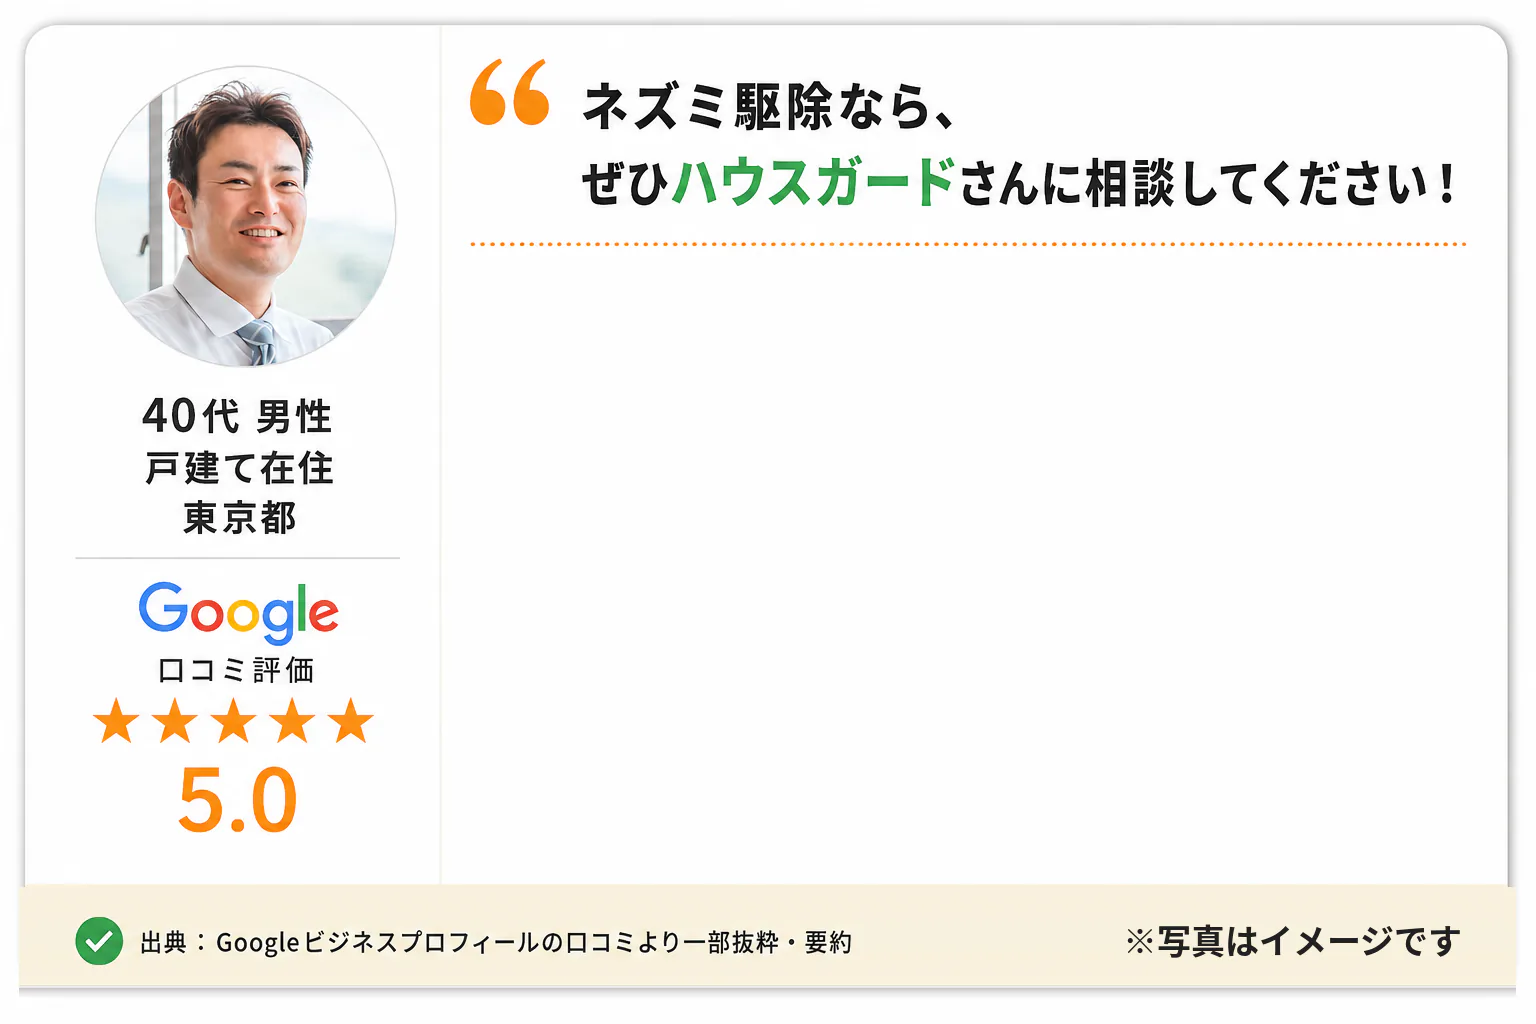 ネズミ駆除なら、
ぜひハウスガードさんに相談してください！
40代 男性
戸建て在住
東京都
Google
口コミ評価
★★★★★
5.0
出典：Googleビジネスプロフィールの口コミより一部抜粋・要約
※写真はイメージです